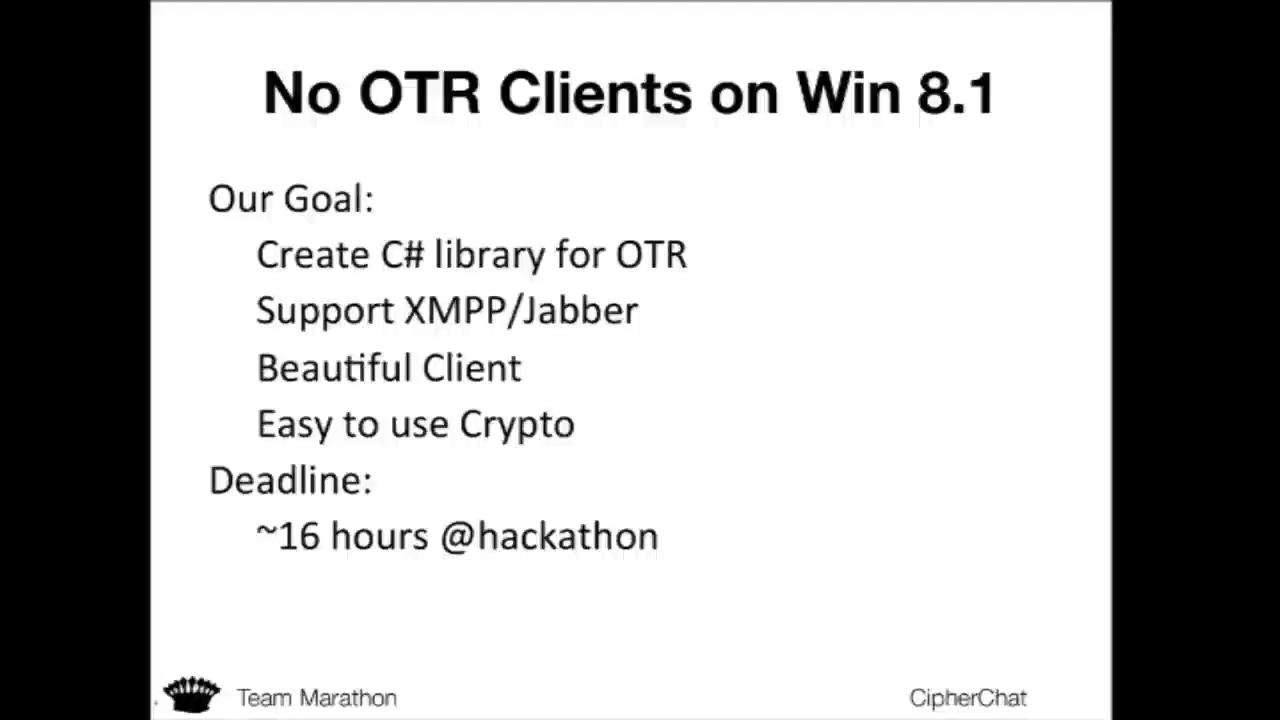 No OTR Clients on Win 8.1
Our Goal:
Create C# library for OTR
Support XMPP/Jabber
Beautiful Client
Easy to use Crypto
Deadline:
~16 hours @hackathon
Team Marathon
CipherChat